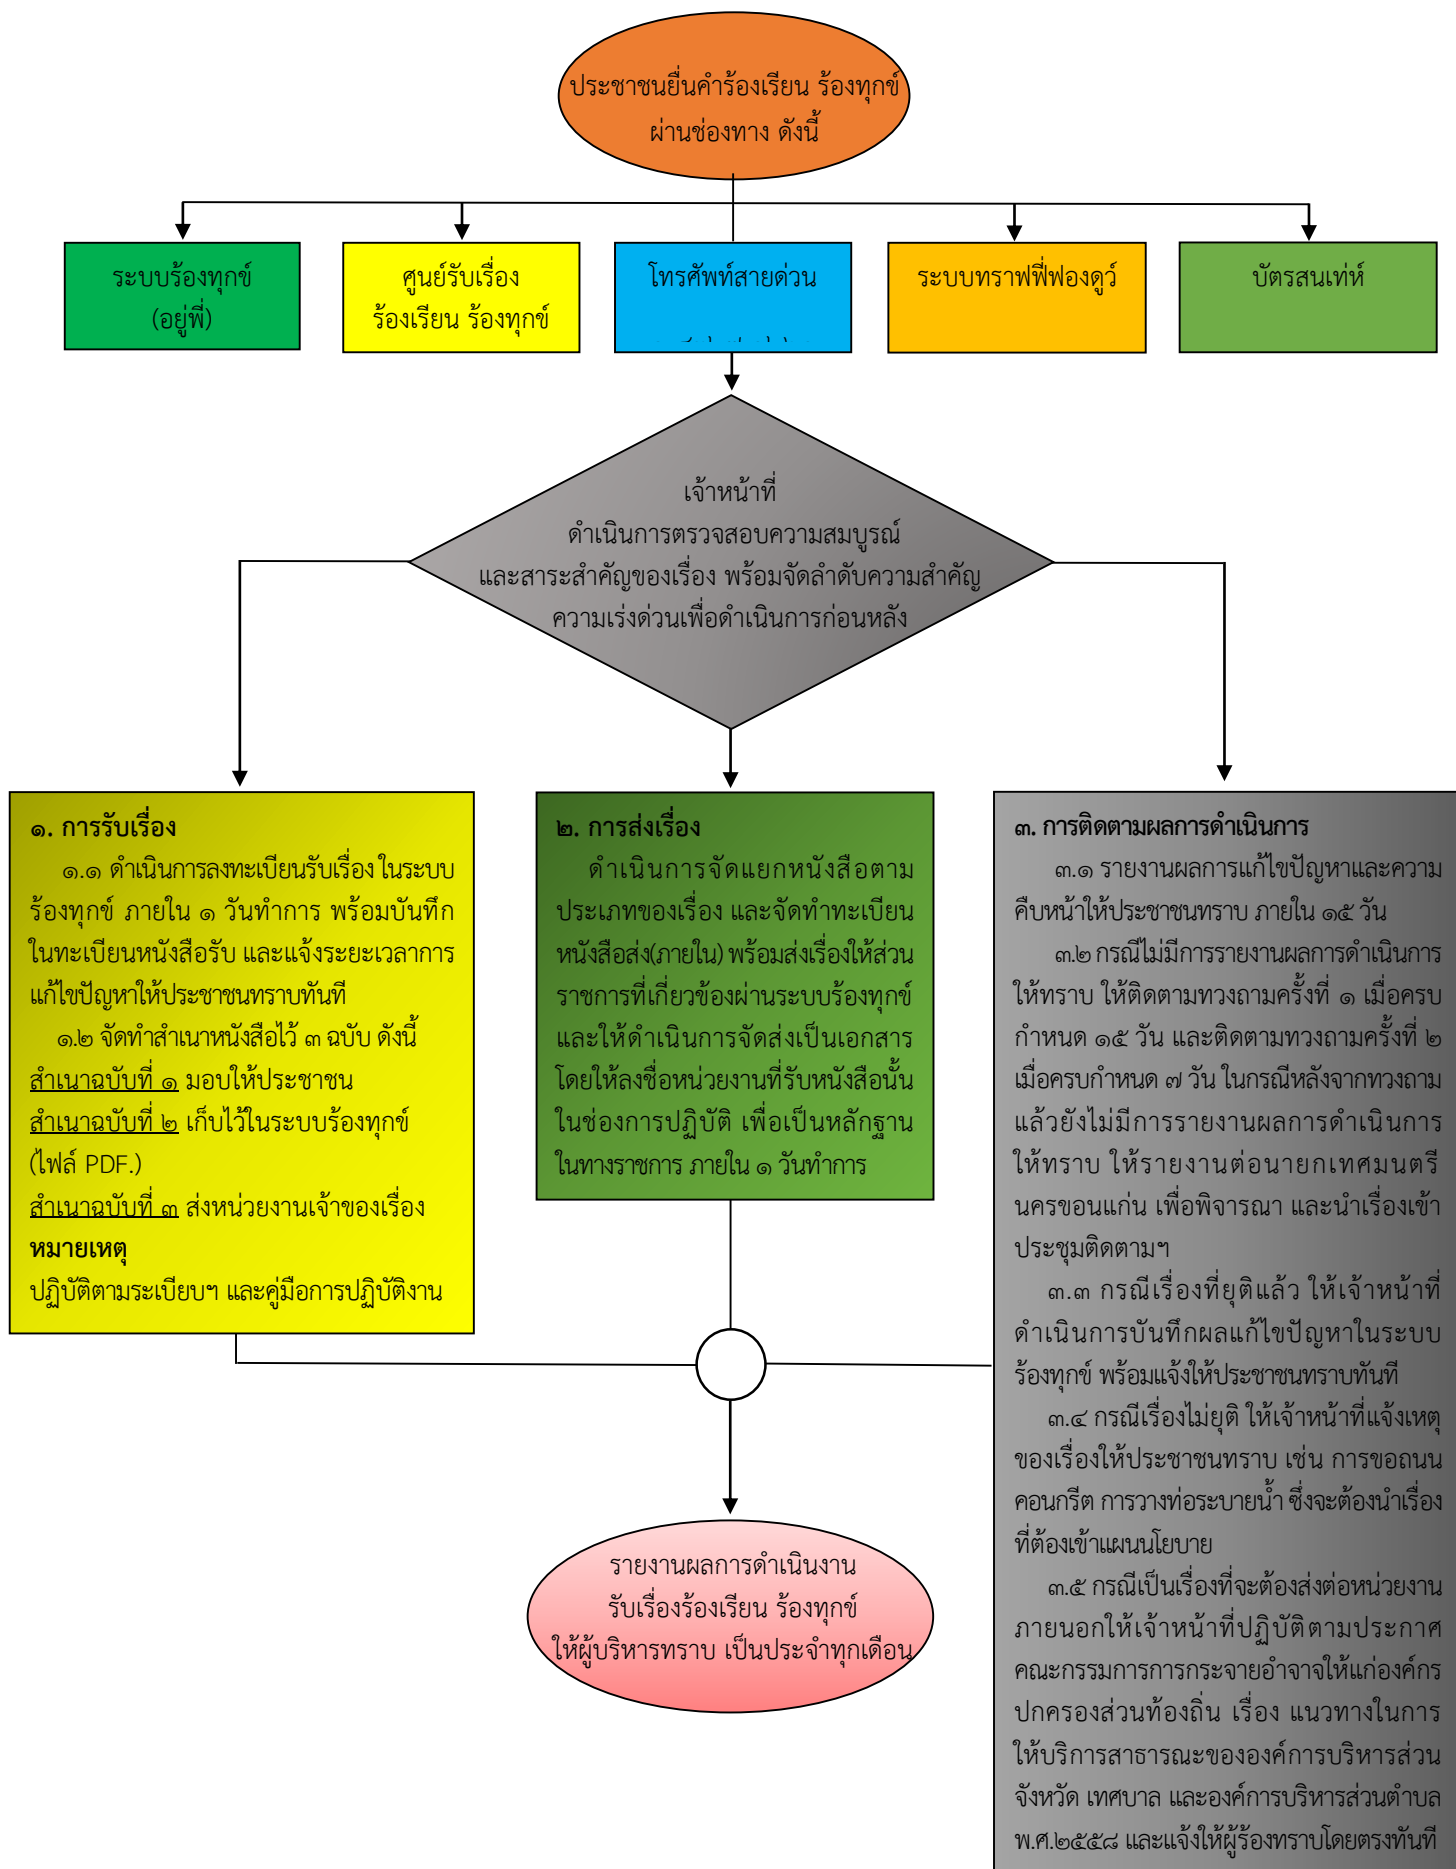 ประชาชนยื่นคำร้องเรียน ร้องทุกข์
ผ่านช่องทาง ดังนี้
ระบบร้องทุกข์
(อยู่พี่)
ศูนย์รับเรื่อง
ร้องเรียน ร้องทุกข์
โทรศัพท์สายด่วน
ระบบทราฟฟี่ฟองดูว์
บัตรสนเท่ห์
เจ้าหน้าที่
ดำเนินการตรวจสอบความสมบูรณ์
และสาระสำคัญของเรื่อง พร้อมจัดลำดับความสำคัญ
ความเร่งด่วนเพื่อดำเนินการก่อนหลัง
๑. การรับเรื่อง
๑.๑ ดำเนินการลงทะเบียนรับเรื่อง ในระบบ
ร้องทุกข์ ภายใน ๑ วันทำการ พร้อมบันทึก
ในทะเบียนหนังสือรับ และแจ้งระยะเวลาการ
แก้ไขปัญหาให้ประชาชนทราบทันที
๑.๒ จัดทำสำเนาหนังสือไว้ ๓ ฉบับ ดังนี้
สำเนาฉบับที่ ๑ มอบให้ประชาชน
สำเนาฉบับที่ ๒ เก็บไว้ในระบบร้องทุกข์
(ไฟล์ PDF.)
สำเนาฉบับที่ ๓ ส่งหน่วยงานเจ้าของเรื่อง
หมายเหตุ
ปฏิบัติตามระเบียบฯ และคู่มือการปฏิบัติงาน
๒. การส่งเรื่อง
ดำเนินการจัดแยกหนังสือตาม
ประเภทของเรื่อง และจัดทำทะเบียน
หนังสือส่ง(ภายใน) พร้อมส่งเรื่องให้ส่วน
ราชการที่เกี่ยวข้องผ่านระบบร้องทุกข์
และให้ดำเนินการจัดส่งเป็นเอกสาร
โดยให้ลงชื่อหน่วยงานที่รับหนังสือนั้น
ในช่องการปฏิบัติ เพื่อเป็นหลักฐาน
ในทางราชการ ภายใน ๑ วันทำการ
๓. การติดตามผลการดำเนินการ
๓.๑ รายงานผลการแก้ไขปัญหาและความ
คืบหน้าให้ประชาชนทราบ ภายใน ๑๕ วัน
๓.๒ กรณีไม่มีการรายงานผลการดำเนินการ
ให้ทราบ ให้ติดตามทวงถามครั้งที่ ๑ เมื่อครบ
กำหนด ๑๕ วัน และติดตามทวงถามครั้งที่ ๒
เมื่อครบกำหนด ๗ วัน ในกรณีหลังจากทวงถาม
แล้วยังไม่มีการรายงานผลการดำเนินการ
ให้ทราบ ให้รายงานต่อนายกเทศมนตรี
นครขอนแก่น เพื่อพิจารณา และนำเรื่องเข้า
ประชุมติดตามฯ
๓.๓ กรณีเรื่องที่ยุติแล้ว ให้เจ้าหน้าที่
ดำเนินการบันทึกผลแก้ไขปัญหาในระบบ
ร้องทุกข์ พร้อมแจ้งให้ประชาชนทราบทันที
๓.๔ กรณีเรื่องไม่ยุติ ให้เจ้าหน้าที่แจ้งเหตุ
ของเรื่องให้ประชาชนทราบ เช่น การขอถนน
คอนกรีต การวางท่อระบายน้ำ ซึ่งจะต้องนำเรื่อง
ที่ต้องเข้าแผนนโยบาย
๓.๕ กรณีเป็นเรื่องที่จะต้องส่งต่อหน่วยงาน
ภายนอกให้เจ้าหน้าที่ปฏิบัติตามประกาศ
คณะกรรมการการกระจายอำจาจให้แก่องค์กร
ปกครองส่วนท้องถิ่น เรื่อง แนวทางในการ
ให้บริการสาธารณะขององค์การบริหารส่วน
จังหวัด เทศบาล และองค์การบริหารส่วนตำบล
พ.ศ.๒๕๕๘ และแจ้งให้ผู้ร้องทราบโดยตรงทันที
รายงานผลการดำเนินงาน
รับเรื่องร้องเรียน ร้องทุกข์
ให้ผู้บริหารทราบ เป็นประจำทุกเดือน